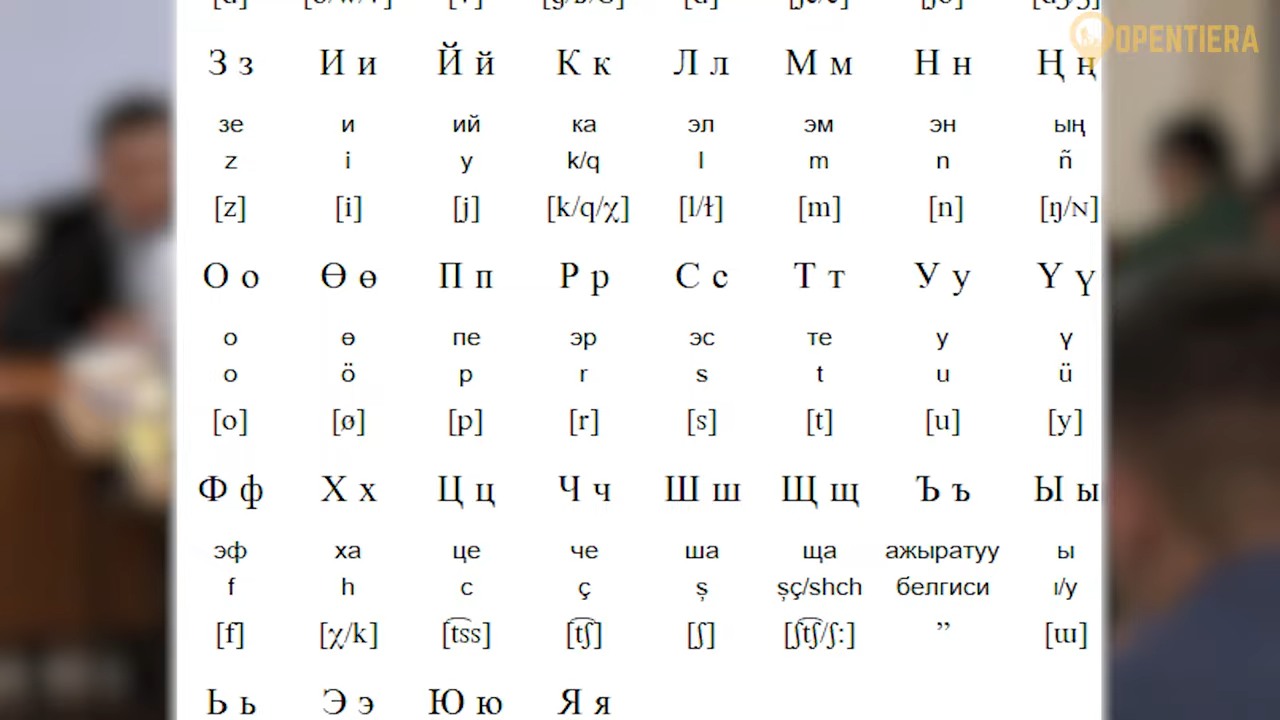 OPENTIERA
З з И и Й й К к Л л М м Н н Ң ң
зе и ий ка эл эм эн ың
z i y k/q l m n ñ
[z] [i] [j] [k/q/χ] [l/ɫ] [m] [n] [ŋ/ɴ]
О о Ө ө П п Р р С с Т т У у Ү ү
о ө пе эр эс те у ү
o ö p r s t u ü
[o] [ø] [p] [r] [s] [t] [u] [y]
Ф ф Х х Ц ц Ч ч Ш ш Щ щ Ъ ъ Ы ы
эф ха це че ша ща ажыратуу ы
f h c ç ș șç/shch белгиси ı/y
[f] [χ/k] [t͡ss] [t͡ʃ] [ʃ] [ʃt͡ʃ/ʃː] ” [ɯ]
Ь ь Э э Ю ю Я я